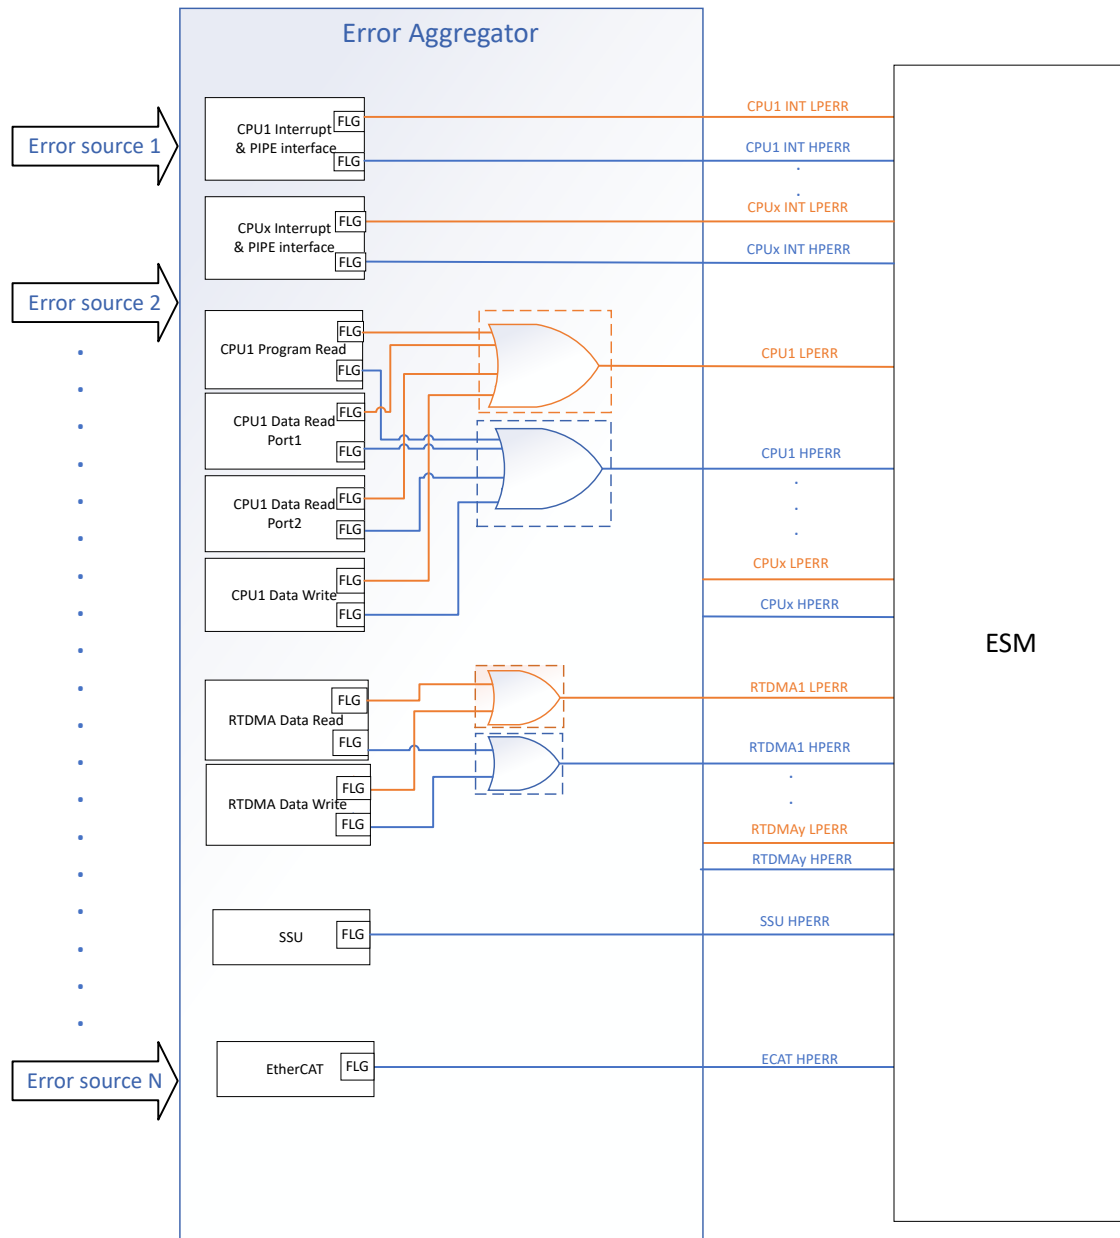 Error Aggregator
Error source 1
CPU1 Interrupt
& PIPE interface
FLG
FLG
CPU1 INT LPERR
CPU1 INT HPERR
CPUx Interrupt
& PIPE interface
FLG
FLG
CPUx INT LPERR
CPUx INT HPERR
Error source 2
CPU1 Program Read
FLG
FLG
CPU1 LPERR
CPU1 Data Read
Port1
FLG
FLG
CPU1 HPERR
CPU1 Data Read
Port2
FLG
FLG
CPU1 Data Write
FLG
FLG
CPUx LPERR
CPUx HPERR
ESM
RTDMA Data Read
FLG
FLG
RTDMA1 LPERR
RTDMA1 HPERR
RTDMA Data Write
FLG
FLG
RTDMAy LPERR
RTDMAy HPERR
SSU
FLG
SSU HPERR
Error source N
EtherCAT
FLG
ECAT HPERR